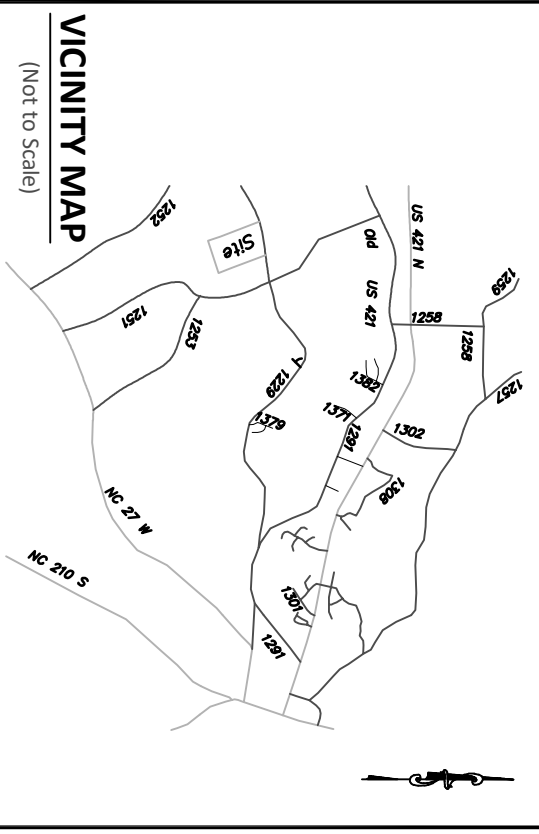 VICINITY MAP
(Not to Scale)
US 421 N
Old US 421
1259
1258
1258
1257
1252
Site
1251
1253
1382
1371
1302
1229
1379
1291
1308
NC 27 W
NC 210 S
1301
1291